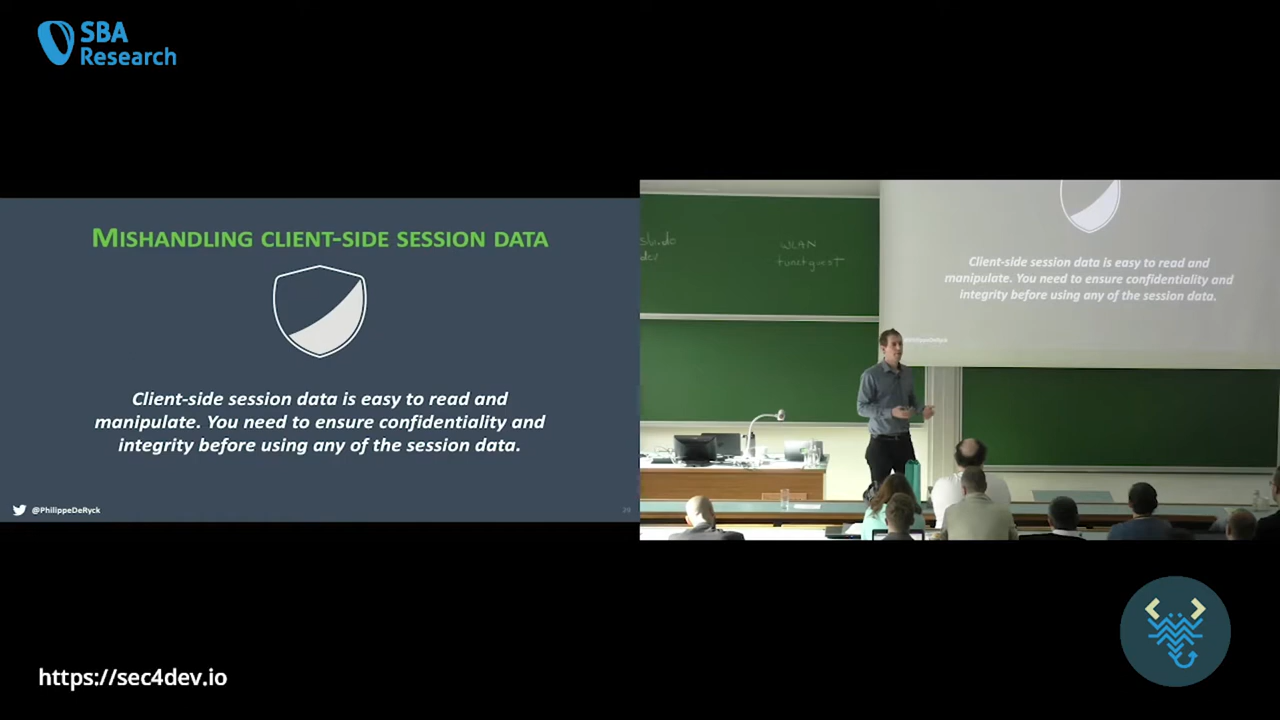 SBA
Research
MISHANDLING CLIENT-SIDE SESSION DATA
Client-side session data is easy to read and
manipulate. You need to ensure confidentiality and
integrity before using any of the session data.
@PhilippeDeRyck
29
WLAN
Client-side session data is easy to read and
manipulate. You need to ensure confidentiality and
integrity before using any of the session data.
@PhilippeDeRyck
https://sec4dev.io